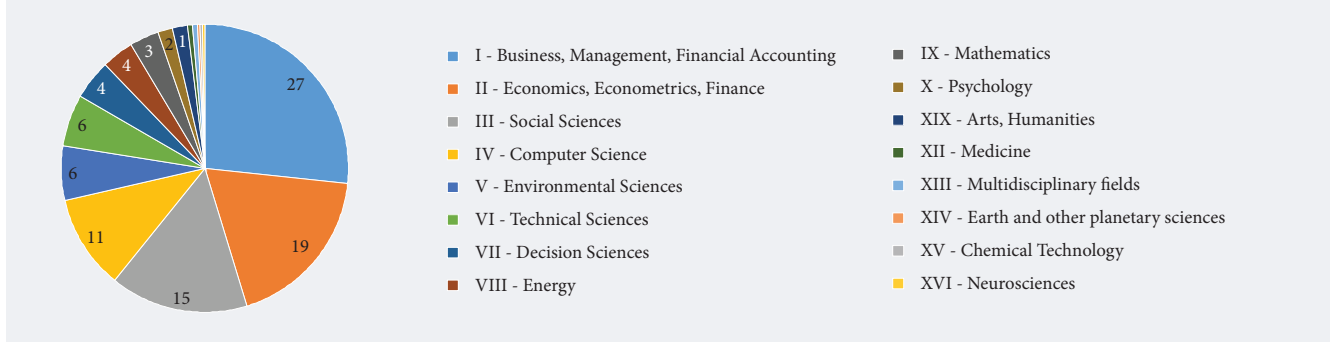 27
19
15
11
6
6
4
4
3
2
1
I - Business, Management, Financial Accounting
II - Economics, Econometrics, Finance
III - Social Sciences
IV - Computer Science
V - Environmental Sciences
VI - Technical Sciences
VII - Decision Sciences
VIII - Energy
IX - Mathematics
X - Psychology
XIX - Arts, Humanities
XII - Medicine
XIII - Multidisciplinary fields
XIV - Earth and other planetary sciences
XV - Chemical Technology
XVI - Neurosciences